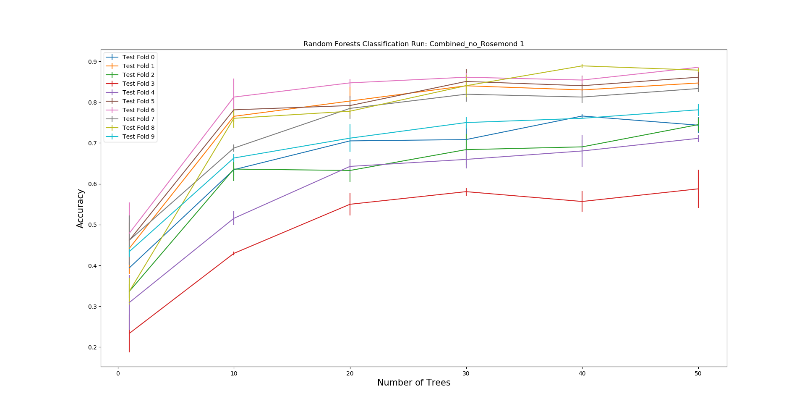 Random Forests Classification Run: Combined_no_Rosemond 1
Test Fold 0
Test Fold 1
Test Fold 2
Test Fold 3
Test Fold 4
Test Fold 5
Test Fold 6
Test Fold 7
Test Fold 8
Test Fold 9
Accuracy
0.9
0.8
0.7
0.6
0.5
0.4
0.3
0.2
0
10
20
30
40
50
Number of Trees